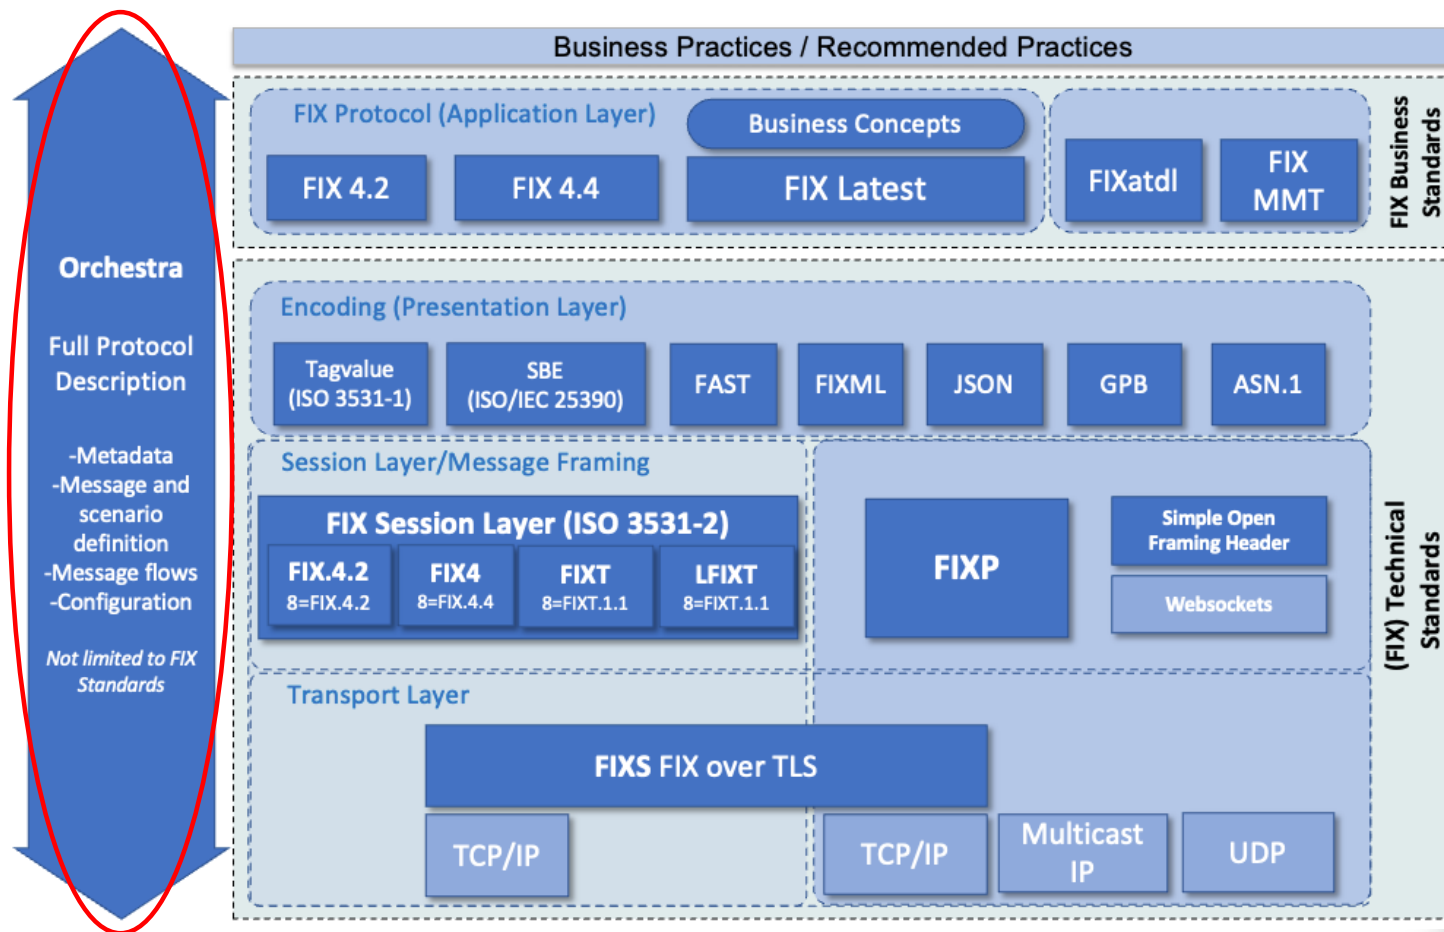 Business Practices / Recommended Practices
Orchestra
Full Protocol
Description
-Metadata
-Message and
scenario
definition
-Message flows
-Configuration
Not limited to FIX
Standards
FIX Protocol (Application Layer)
Business Concepts
FIX 4.2
FIX 4.4
FIX Latest
FIXatdl
FIX
MMT
FIX Business
Standards
Encoding (Presentation Layer)
Tagvalue
(ISO 3531-1)
SBE
(ISO/IEC 25390)
FAST
FIXML
JSON
GPB
ASN.1
Session Layer/Message Framing
FIX Session Layer (ISO 3531-2)
FIX.4.2
8=FIX.4.2
FIX4
8=FIX.4.4
FIXT
8=FIXT.1.1
LFIXT
8=FIXT.1.1
FIXP
Simple Open
Framing Header
Websockets
(FIX) Technical
Standards
Transport Layer
FIXS FIX over TLS
TCP/IP
TCP/IP
Multicast
IP
UDP